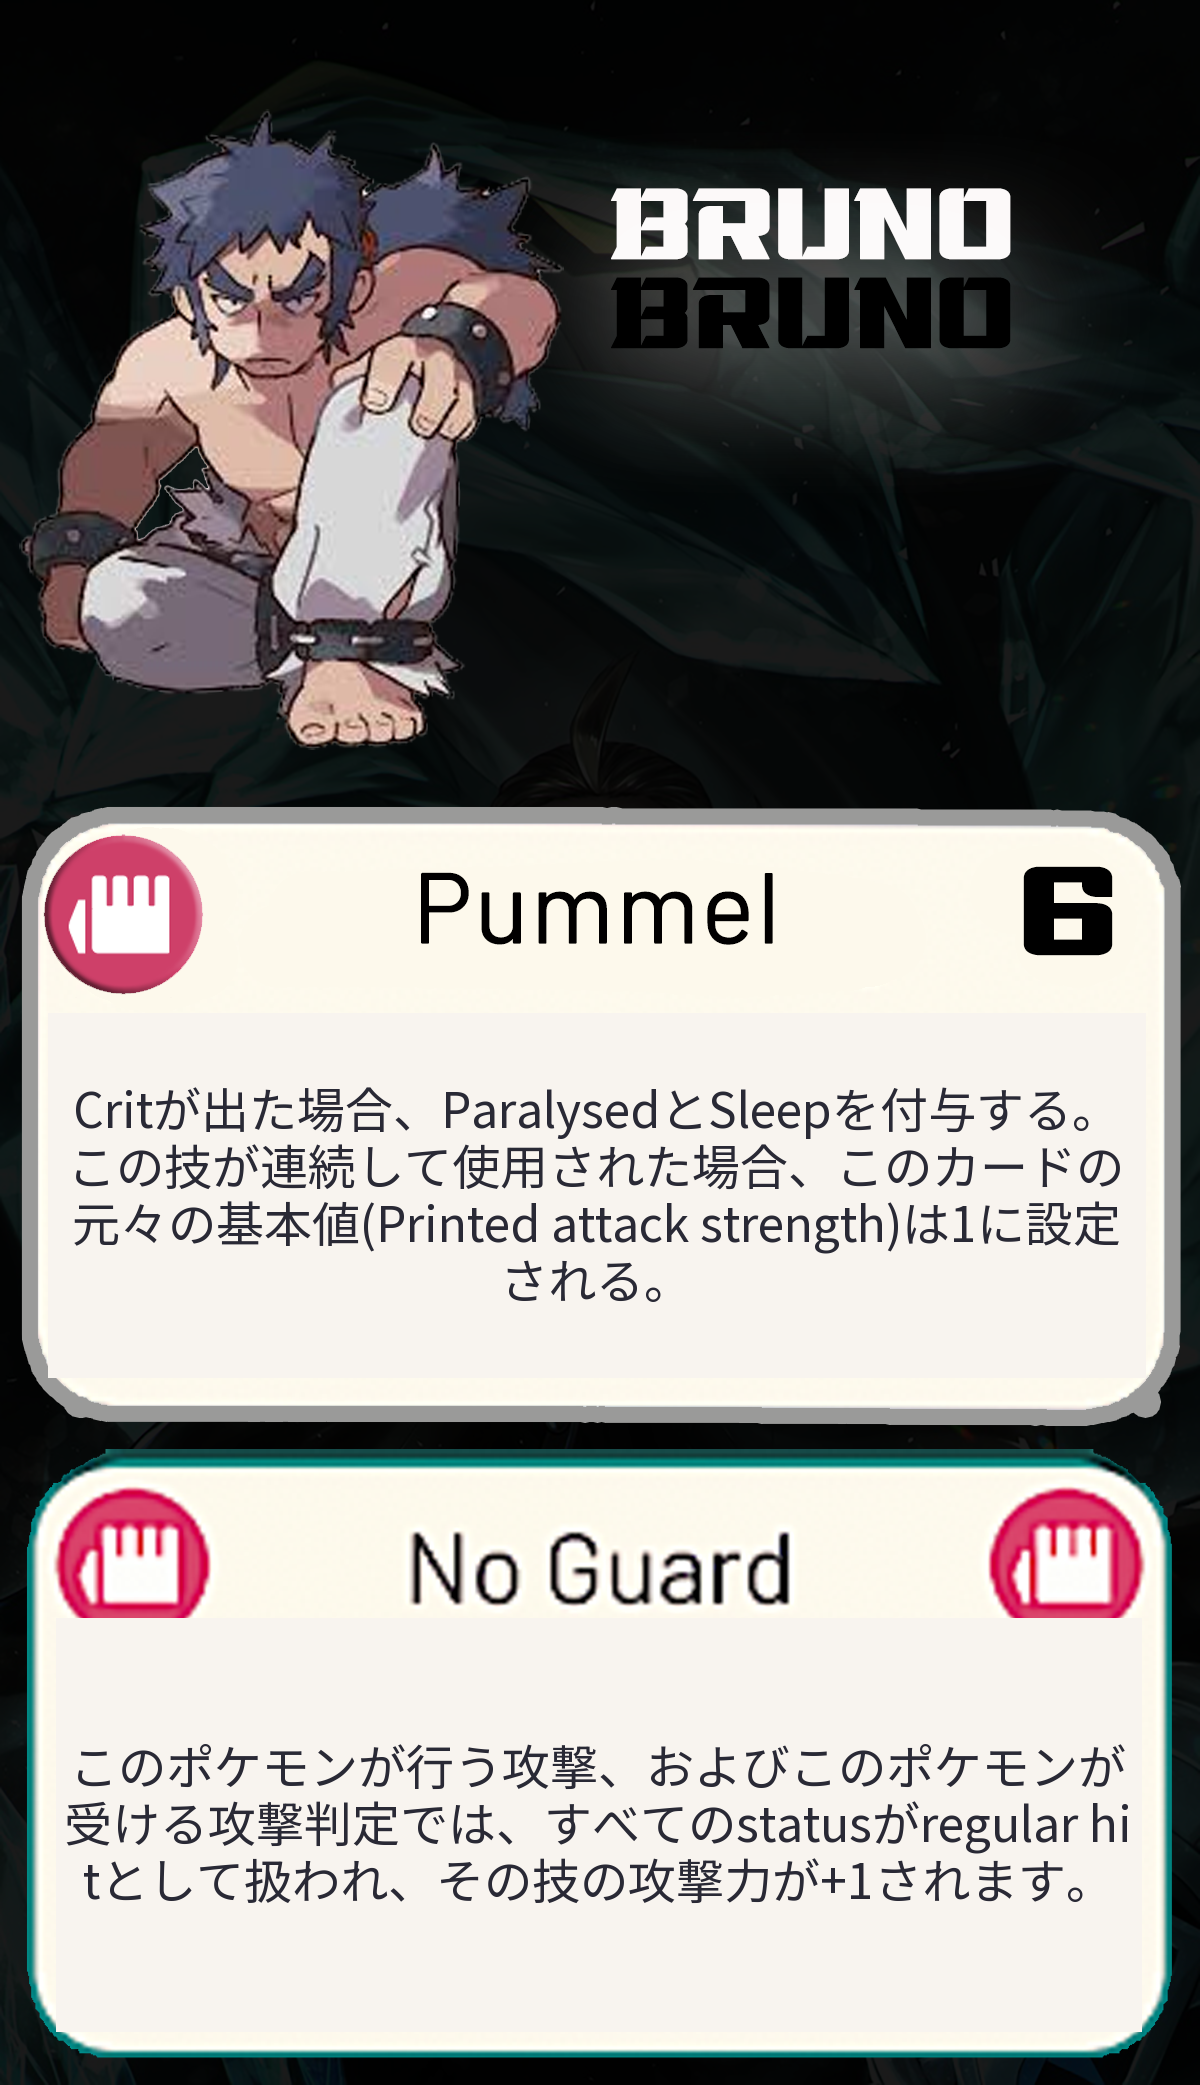 BRUNO
BRUNO
Pummel
6
Critが出た場合、ParalysedとSleepを付与する。
この技が連続して使用された場合、このカードの
元々の基本値(Printed attack strength)は1に設定
される。
No Guard
このポケモンが行う攻撃、およびこのポケモンが
受ける攻撃判定では、すべてのstatusがregular hi
tとして扱われ、その技の攻撃力が+1されます。